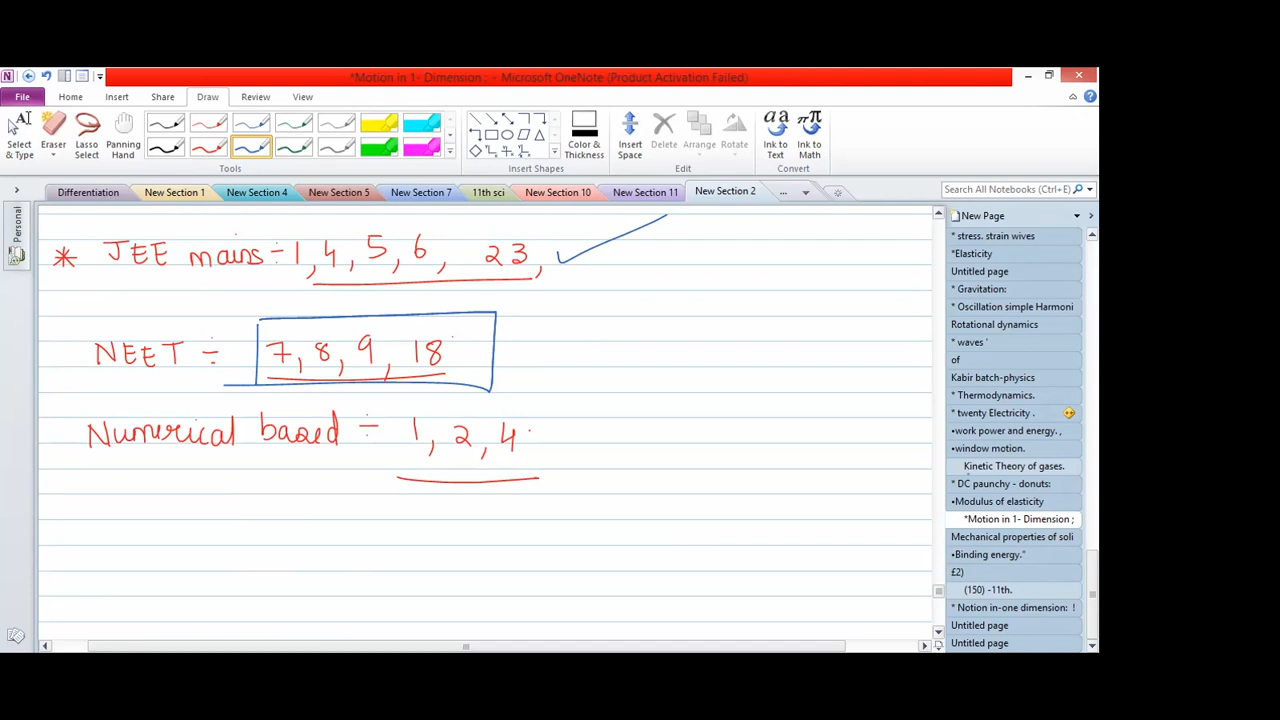 *Motion in 1- Dimension ; - Microsoft OneNote (Product Activation Failed)
File Home Insert Share Draw Review View
Select & Type
Eraser
Lasso Select
Panning Hand
Color & Thickness
Insert Space
Delete
Arrange
Rotate
Ink to Text
Ink to Math
Tools Insert Shapes Edit Convert
Differentiation New Section 1 New Section 4 New Section 5 New Section 7 11th sci New Section 10 New Section 11 New Section 2 ... Search All Notebooks (Ctrl+E)
Personal
* JEE mains ÷ 1, 4, 5, 6, 23,
NEET ÷ 7, 8, 9, 18
Numerical based ÷ 1, 2, 4
New Page
* stress. strain wives
*Elasticity
Untitled page
* Gravitation:
* Oscillation simple Harmoni
Rotational dynamics
* waves '
of
Kabir batch-physics
* Thermodynamics.
* twenty Electricity .
•work power and energy. ,
•window motion.
Kinetic Theory of gases.
* DC paunchy - donuts:
•Modulus of elasticity
*Motion in 1- Dimension ;
Mechanical properties of soli
•Binding energy."
£2)
(150) -11th.
* Notion in-one dimension: !
Untitled page
Untitled page